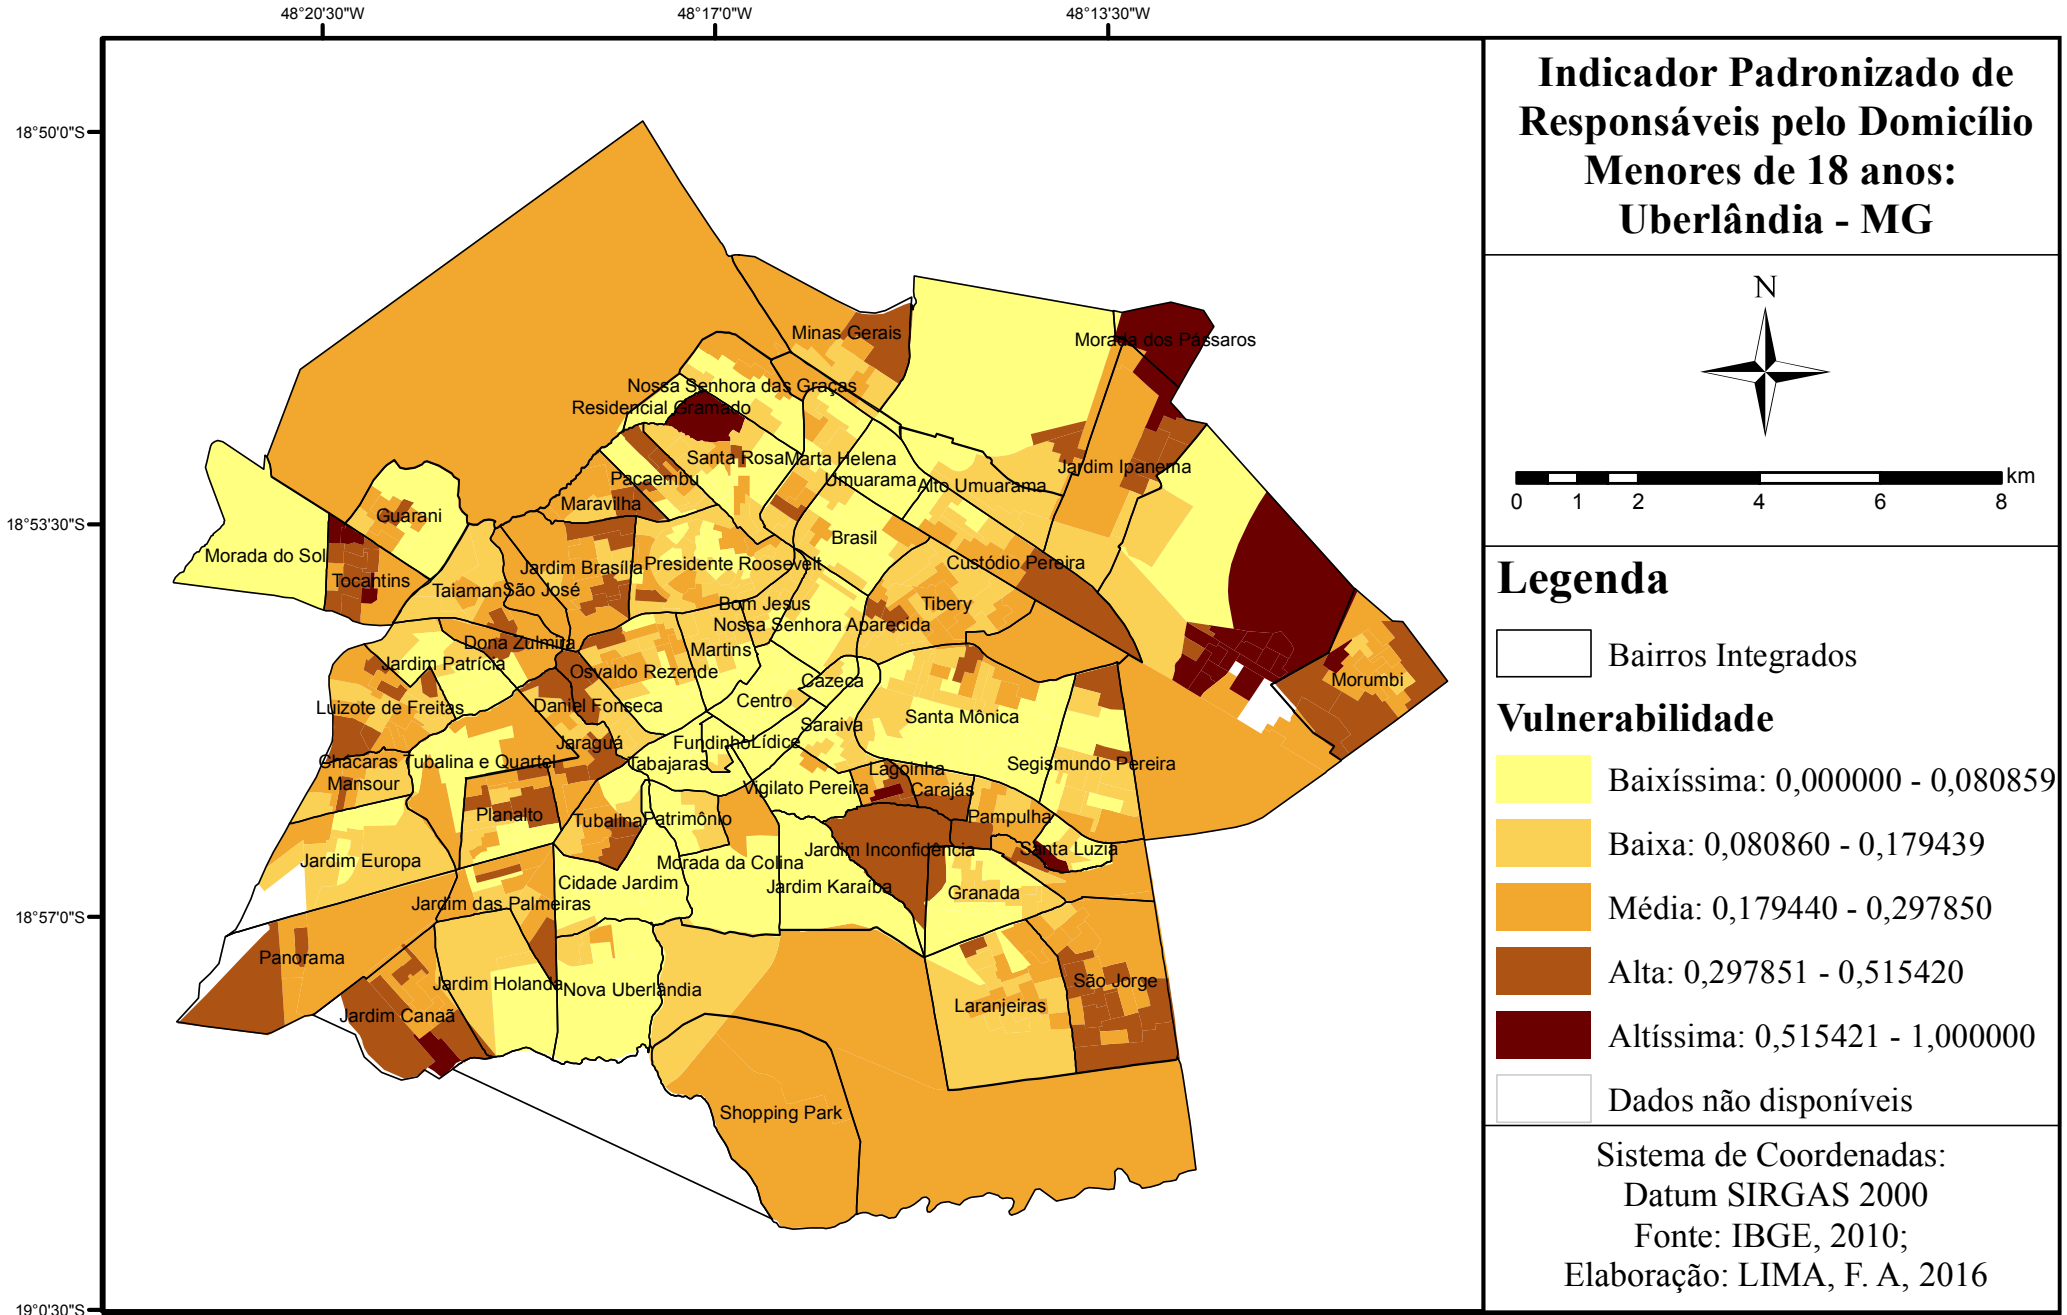 48°20'30"W
48°17'0"W
48°13'30"W
18°50'0"S
18°53'30"S
18°57'0"S
19°0'30"S
Minas Gerais
Morada dos Pássaros
Nossa Senhora das Graças
Residencial Gramado
Santa Rosa
Marta Helena
Jardim Ipanema
Pacaembu
Umuarama
Alto Umuarama
Maravilha
Guarani
Brasil
Morada do Sol
Tocantins
Jardim Brasília
Presidente Roosevelt
Custódio Pereira
Taiaman
São José
Bom Jesus
Tibery
Nossa Senhora Aparecida
Dona Zulmira
Martins
Jardim Patrícia
Osvaldo Rezende
Cazeca
Morumbi
Luizote de Freitas
Daniel Fonseca
Centro
Santa Mônica
Saraiva
Jaraguá
Fundinho
Lídice
Chácaras Tubalina e Quartel
Tabajaras
Lagoinha
Segismundo Pereira
Mansour
Vigilato Pereira
Carajás
Planalto
Tubalina
Patrimônio
Pampulha
Jardim Europa
Morada da Colina
Jardim Inconfidência
Santa Luzia
Cidade Jardim
Jardim Karaíba
Granada
Jardim das Palmeiras
Panorama
Jardim Holanda
Nova Uberlândia
São Jorge
Jardim Canaã
Laranjeiras
Shopping Park
Indicador Padronizado de
Responsáveis pelo Domicílio
Menores de 18 anos:
Uberlândia - MG
N
km
0 1 2 4 6 8
Legenda
Bairros Integrados
Vulnerabilidade
Baixíssima: 0,000000 - 0,080859
Baixa: 0,080860 - 0,179439
Média: 0,179440 - 0,297850
Alta: 0,297851 - 0,515420
Altíssima: 0,515421 - 1,000000
Dados não disponíveis
Sistema de Coordenadas:
Datum SIRGAS 2000
Fonte: IBGE, 2010;
Elaboração: LIMA, F. A, 2016